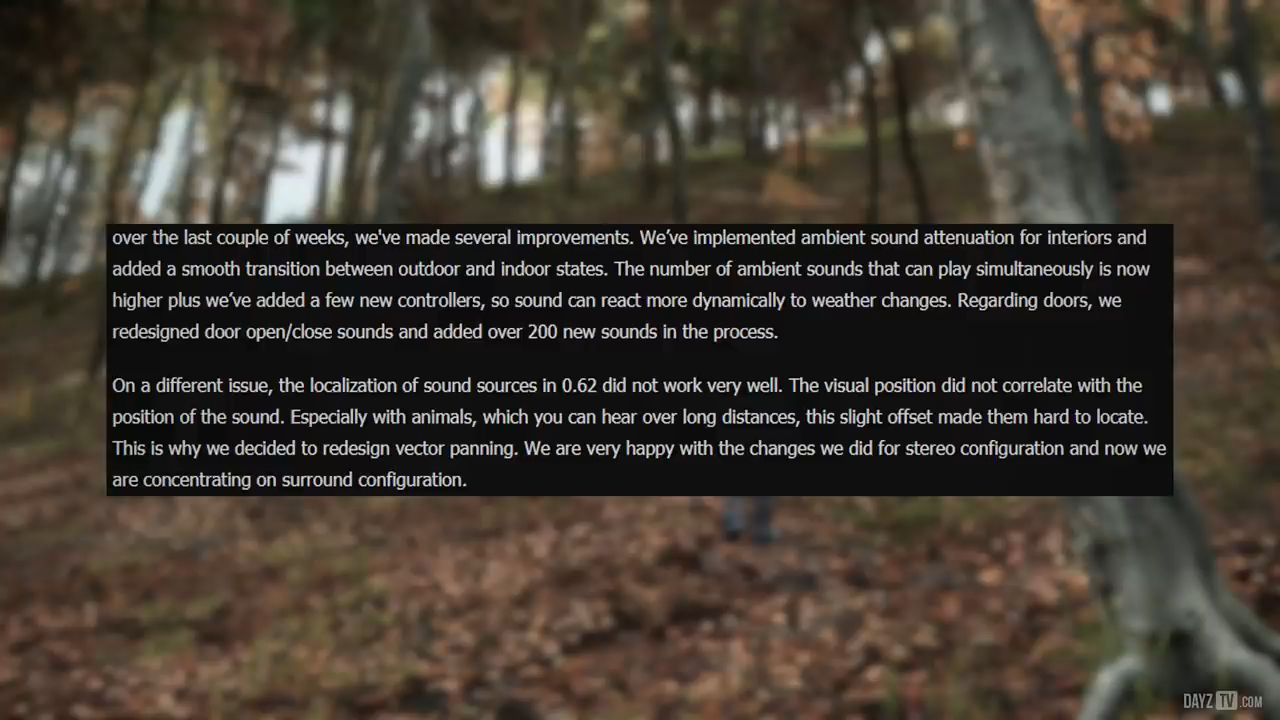 over the last couple of weeks, we've made several improvements. We’ve implemented ambient sound attenuation for interiors and
added a smooth transition between outdoor and indoor states. The number of ambient sounds that can play simultaneously is now
higher plus we’ve added a few new controllers, so sound can react more dynamically to weather changes. Regarding doors, we
redesigned door open/close sounds and added over 200 new sounds in the process.
On a different issue, the localization of sound sources in 0.62 did not work very well. The visual position did not correlate with the
position of the sound. Especially with animals, which you can hear over long distances, this slight offset made them hard to locate.
This is why we decided to redesign vector panning. We are very happy with the changes we did for stereo configuration and now we
are concentrating on surround configuration.
DAYZ TV .COM